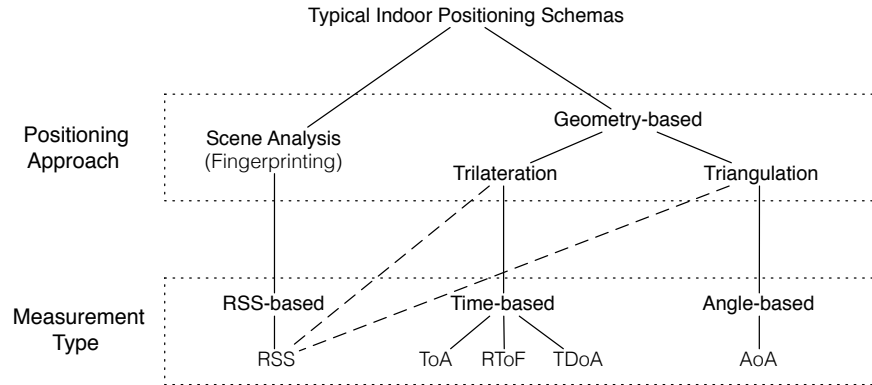 Typical Indoor Positioning Schemas
Positioning
Approach
Scene Analysis
(Fingerprinting)
Geometry-based
Trilateration
Triangulation
Measurement
Type
RSS-based
Time-based
Angle-based
RSS
ToA
RToF
TDoA
AoA